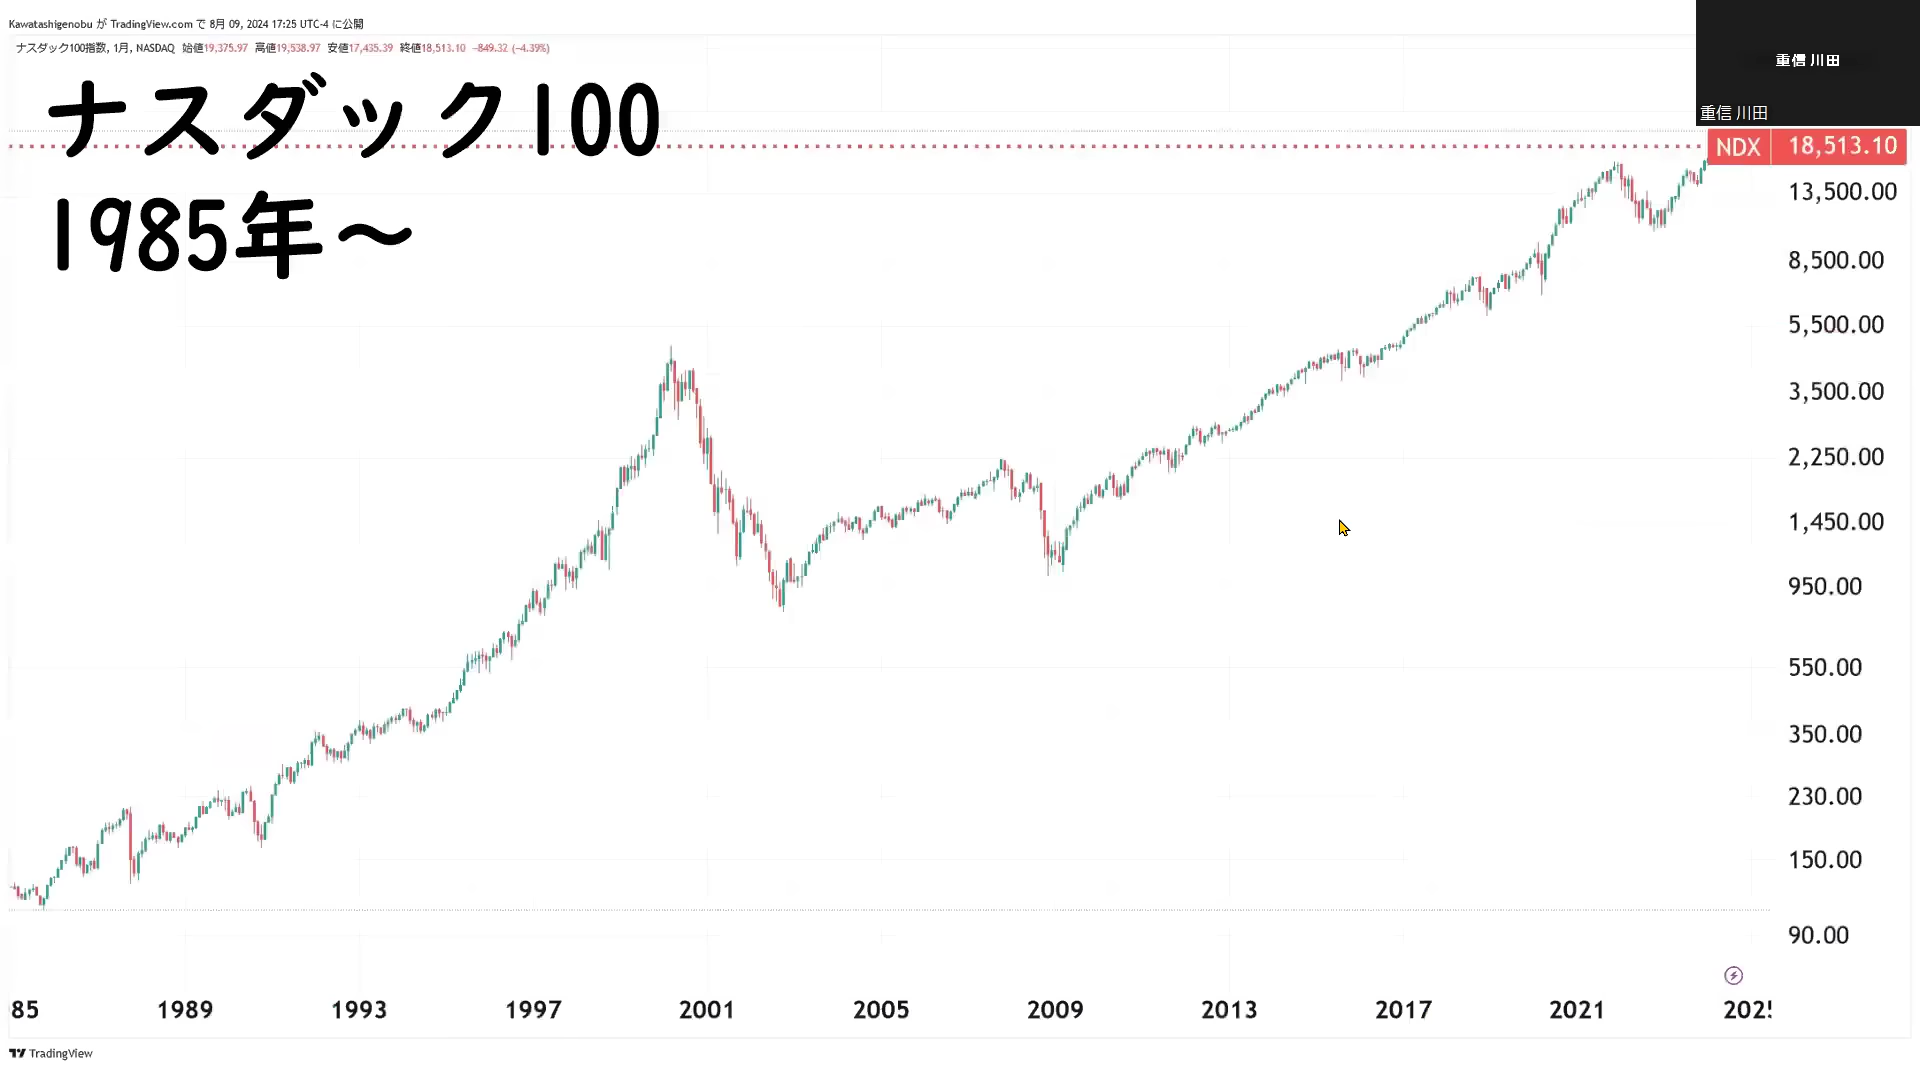 Kawatashigenobu が TradingView.com で 8月 09, 2024 17:25 UTC-4 に公開
ナスダック100指数, 1月, NASDAQ 始値19,375.97 高値19,538.97 安値17,435.39 終値18,513.10 −849.32 (−4.39%)
ナスダック100
1985年～
重信 川田
重信 川田
NDX 18,513.10
13,500.00
8,500.00
5,500.00
3,500.00
2,250.00
1,450.00
950.00
550.00
350.00
230.00
150.00
90.00
85 1989 1993 1997 2001 2005 2009 2013 2017 2021 202
TradingView